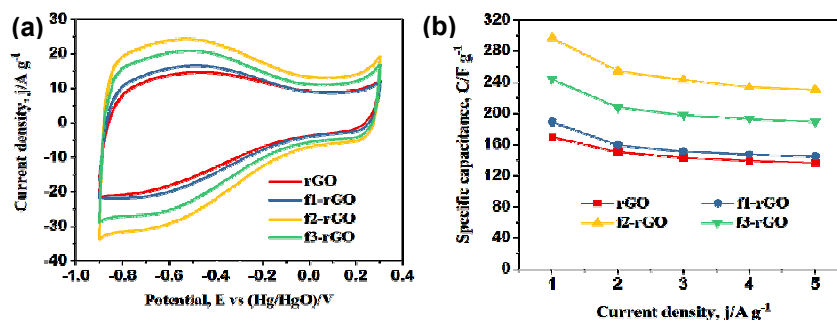 (a)
Current density, j/A g-1
30
20
10
0
-10
-20
-30
-40
rGO
f1-rGO
f2-rGO
f3-rGO
-1.0 -0.8 -0.6 -0.4 -0.2 0.0 0.2 0.4
Potential, E vs (Hg/HgO)/V
(b)
Specific capacitance, C/F g-1
320
280
240
200
160
120
80
40
0
rGO f1-rGO
f2-rGO f3-rGO
1 2 3 4 5
Current density, j/A g-1